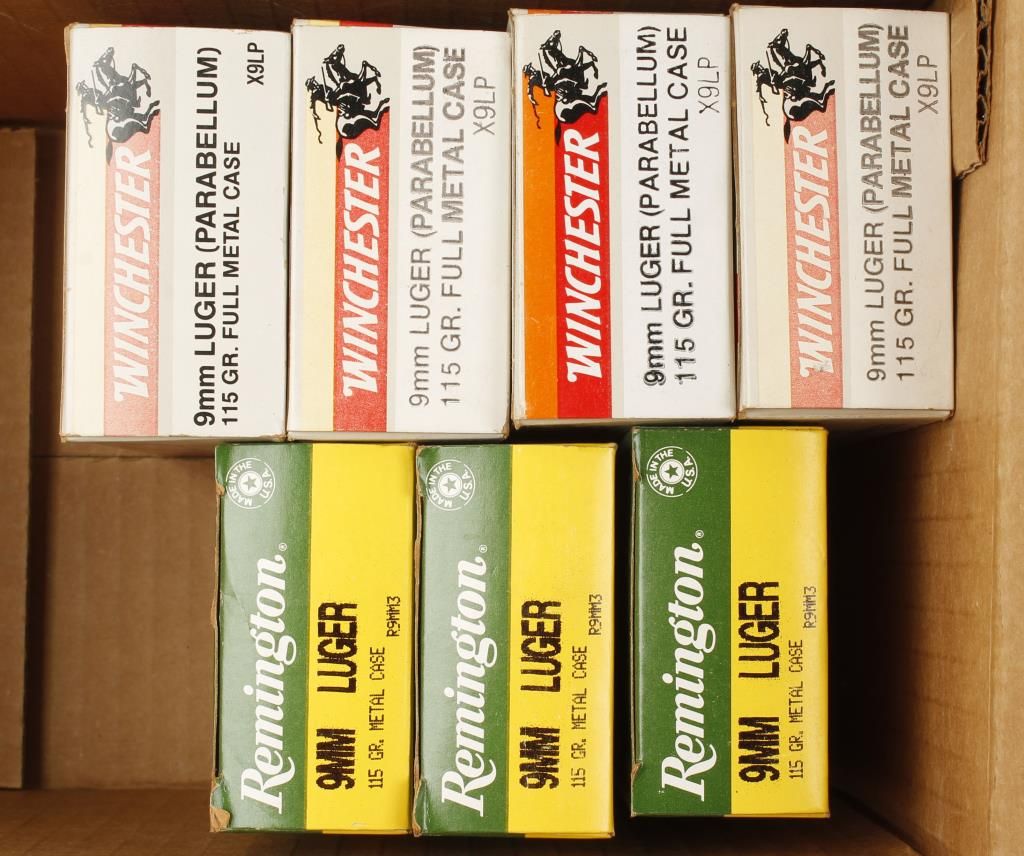 WINCHESTER
9mm LUGER (PARABELLUM)
115 GR. FULL METAL CASE
X9LP
WINCHESTER
9mm LUGER (PARABELLUM)
115 GR. FULL METAL CASE
X9LP
WINCHESTER
9mm LUGER (PARABELLUM)
115 GR. FULL METAL CASE
X9LP
WINCHESTER
9mm LUGER (PARABELLUM)
115 GR. FULL METAL CASE
X9LP
MADE IN THE U.S.A.
Remington®
9MM LUGER
115 GR. METAL CASE R9MM3
MADE IN THE U.S.A.
Remington®
9MM LUGER
115 GR. METAL CASE R9MM3
MADE IN THE U.S.A.
Remington®
9MM LUGER
115 GR. METAL CASE R9MM3